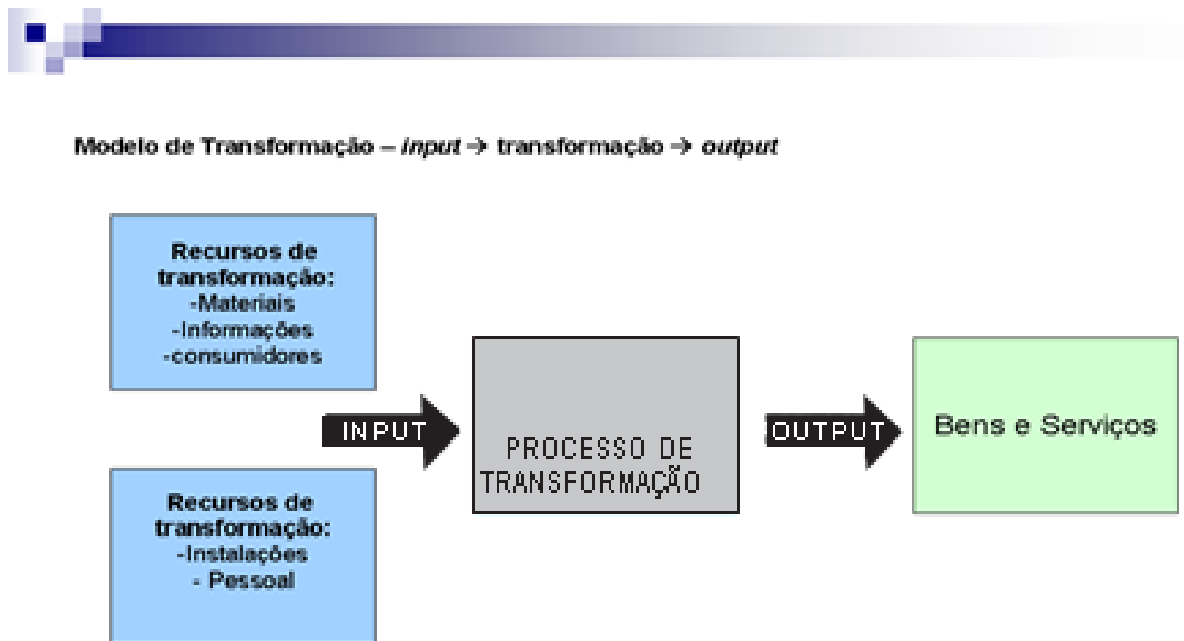 Modelo de Transformação – input → transformação → output
Recursos de
transformação:
-Materiais
-Informações
-consumidores
INPUT
PROCESSO DE
TRANSFORMAÇÃO
OUTPUT
Bens e Serviços
Recursos de
transformação:
-Instalações
- Pessoal